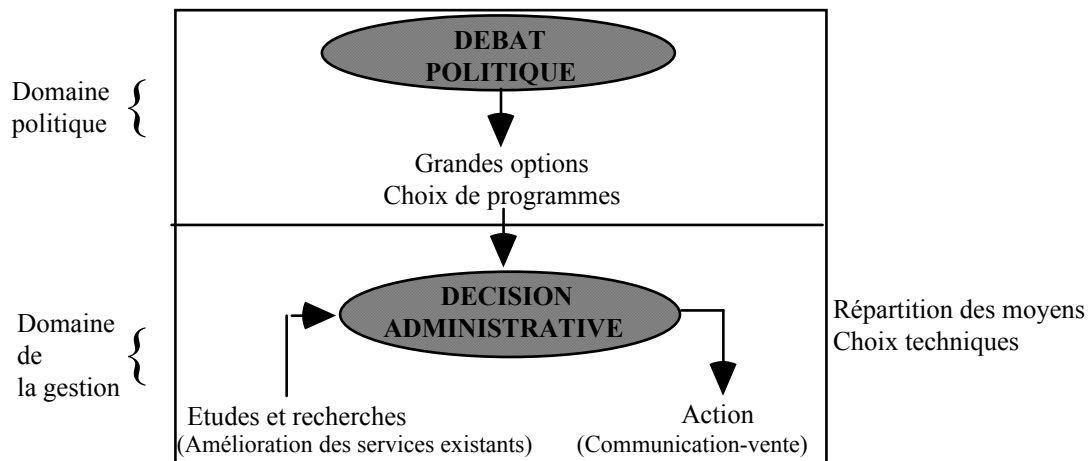 DEBAT
POLITIQUE
Domaine
politique
Grandes options
Choix de programmes
DECISION
ADMINISTRATIVE
Domaine
de
la gestion
Répartition des moyens
Choix techniques
Etudes et recherches
(Amélioration des services existants)
Action
(Communication-vente)